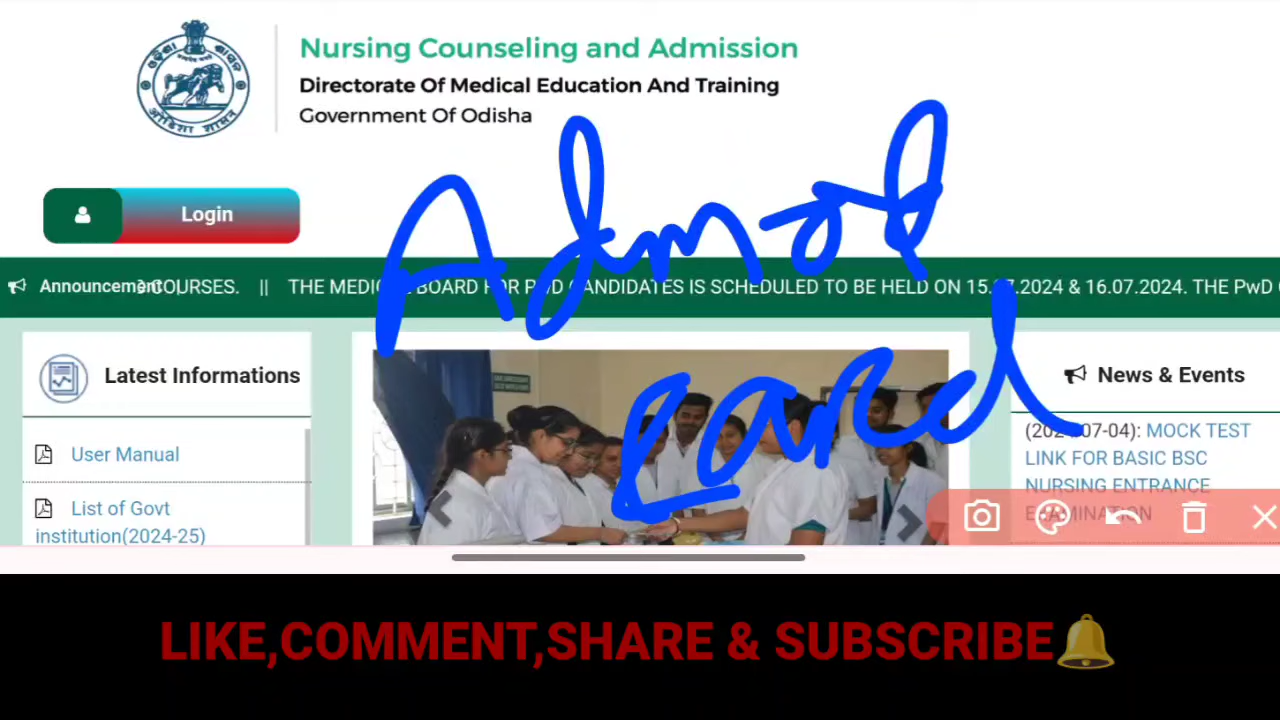 Nursing Counseling and Admission
Directorate Of Medical Education And Training
Government Of Odisha
Login
Announcement COURSES. || THE MEDICAL BOARD FOR PWD CANDIDATES IS SCHEDULED TO BE HELD ON 15.07.2024 & 16.07.2024. THE PwD
Admit
card
Latest Informations
User Manual
List of Govt
institution(2024-25)
News & Events
(2024-07-04): MOCK TEST
LINK FOR BASIC BSC
NURSING ENTRANCE
EXAMINATION
LIKE,COMMENT,SHARE & SUBSCRIBE🔔